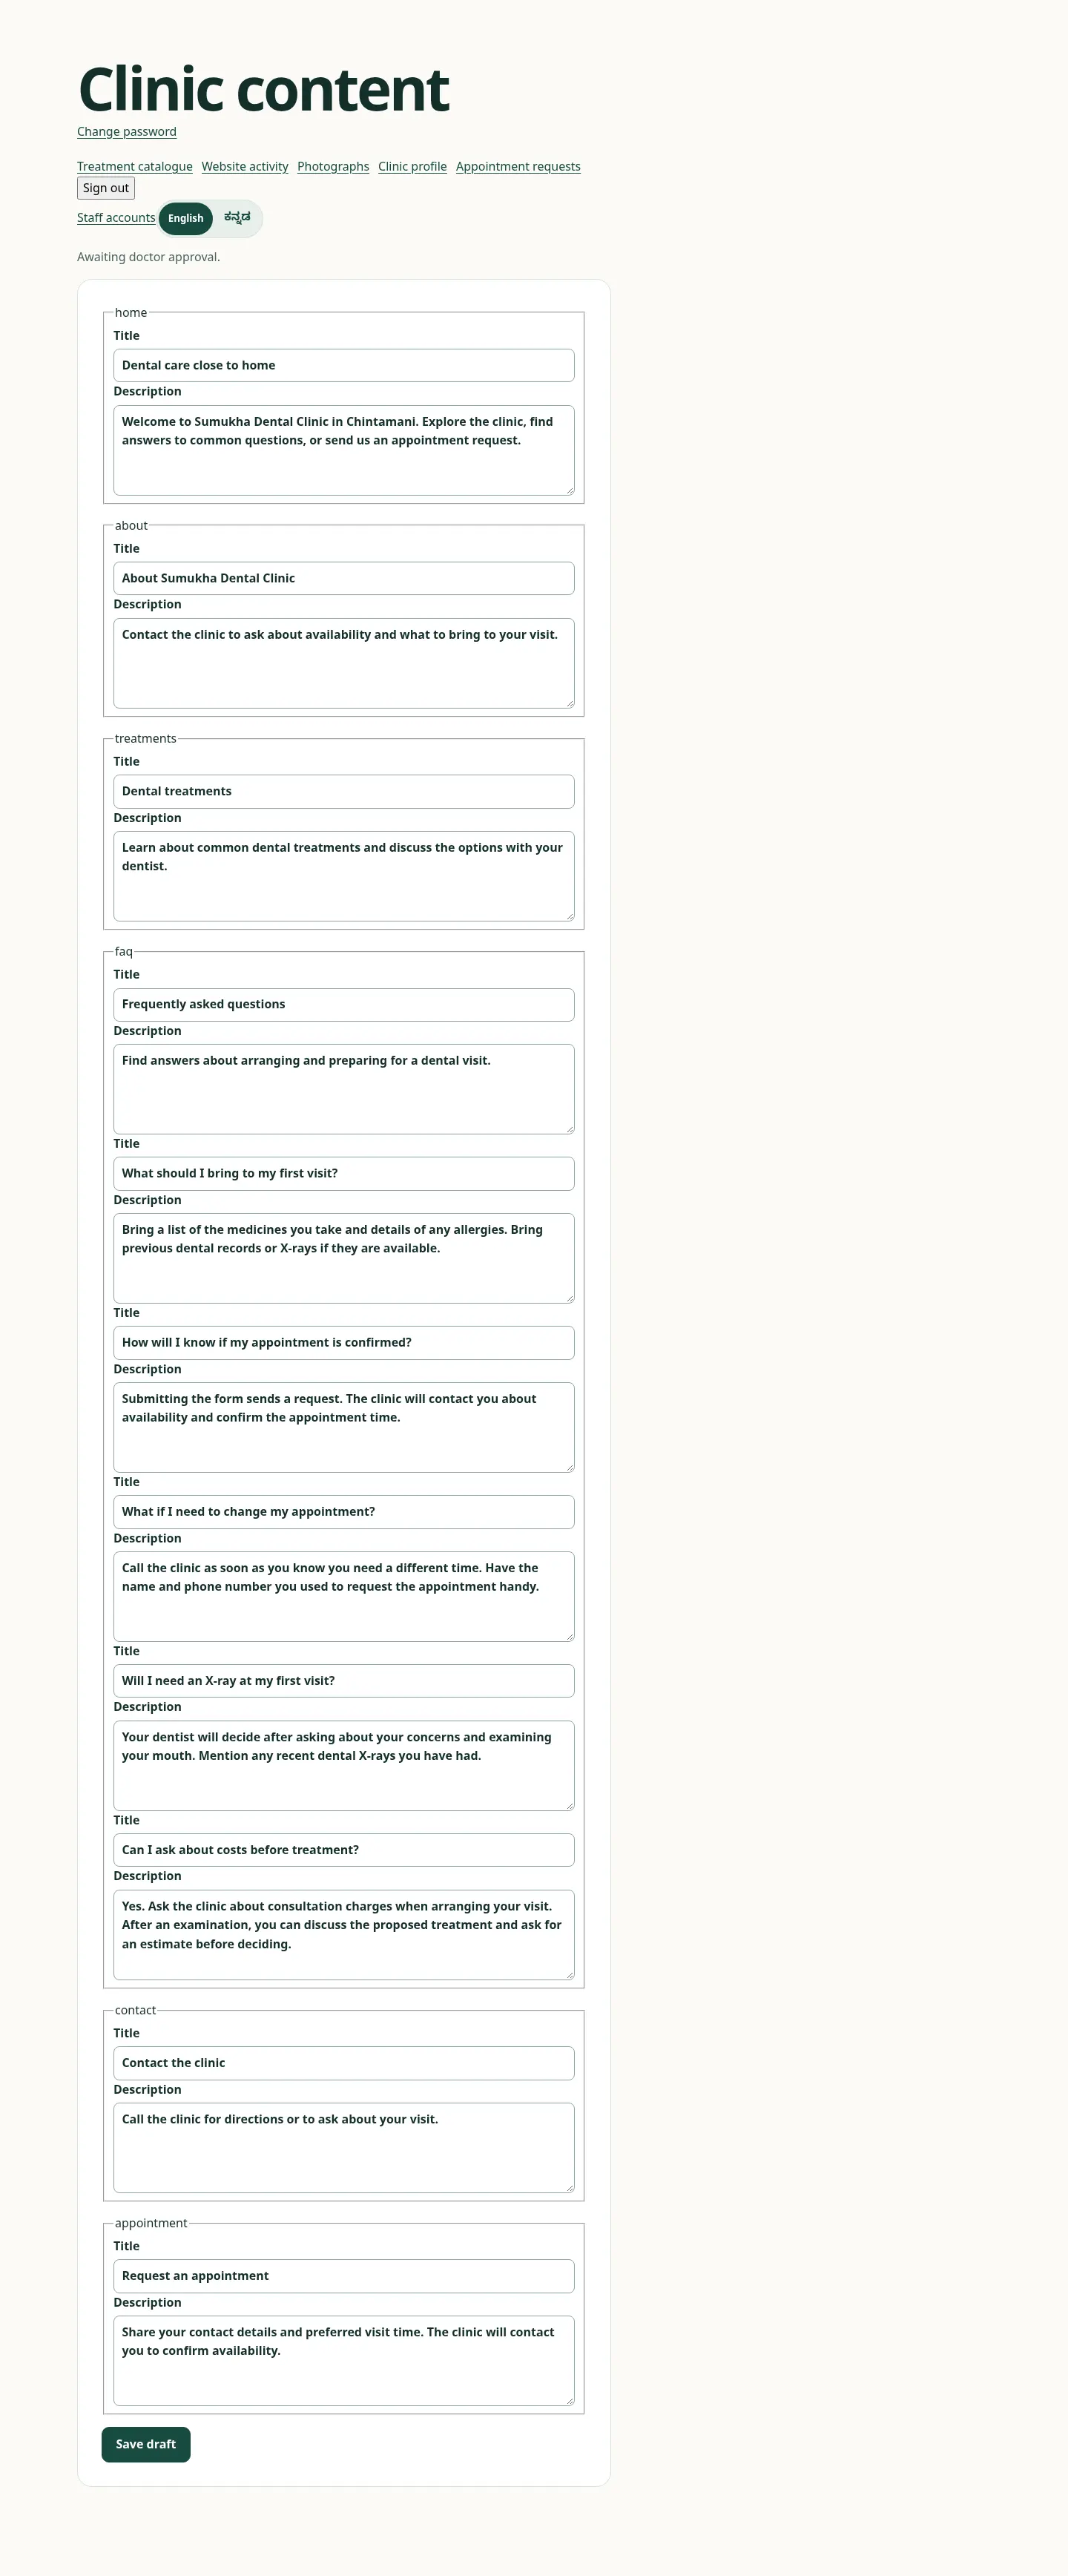 Clinic content
Change password
Treatment catalogue Website activity Photographs Clinic profile Appointment requests
Sign out
Staff accounts English ಕನ್ನಡ
Awaiting doctor approval.
home
Title
Dental care close to home
Description
Welcome to Sumukha Dental Clinic in Chintamani. Explore the clinic, find
answers to common questions, or send us an appointment request.
about
Title
About Sumukha Dental Clinic
Description
Contact the clinic to ask about availability and what to bring to your visit.
treatments
Title
Dental treatments
Description
Learn about common dental treatments and discuss the options with your
dentist.
faq
Title
Frequently asked questions
Description
Find answers about arranging and preparing for a dental visit.
Title
What should I bring to my first visit?
Description
Bring a list of the medicines you take and details of any allergies. Bring
previous dental records or X-rays if they are available.
Title
How will I know if my appointment is confirmed?
Description
Submitting the form sends a request. The clinic will contact you about
availability and confirm the appointment time.
Title
What if I need to change my appointment?
Description
Call the clinic as soon as you know you need a different time. Have the
name and phone number you used to request the appointment handy.
Title
Will I need an X-ray at my first visit?
Description
Your dentist will decide after asking about your concerns and examining
your mouth. Mention any recent dental X-rays you have had.
Title
Can I ask about costs before treatment?
Description
Yes. Ask the clinic about consultation charges when arranging your visit.
After an examination, you can discuss the proposed treatment and ask for
an estimate before deciding.
contact
Title
Contact the clinic
Description
Call the clinic for directions or to ask about your visit.
appointment
Title
Request an appointment
Description
Share your contact details and preferred visit time. The clinic will contact
you to confirm availability.
Save draft